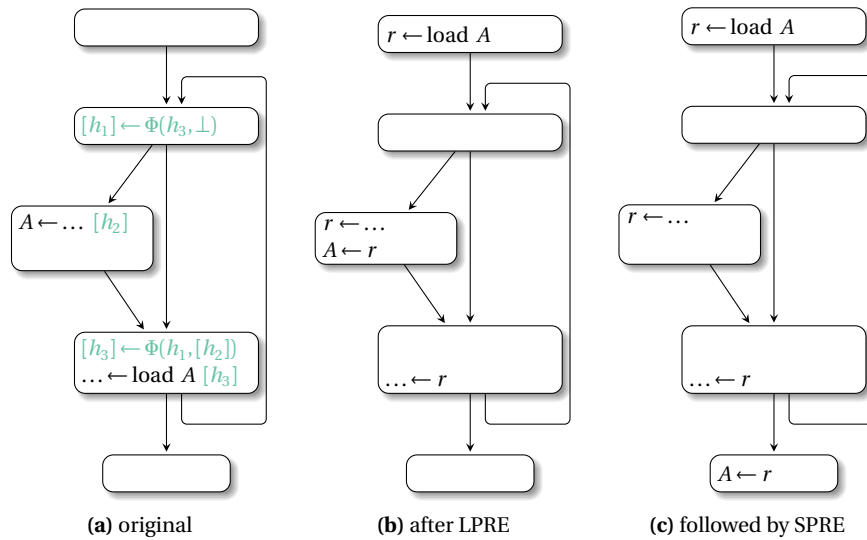 [h₁] ← Φ(h₃,⊥)
A ← … [h₂]
[h₃] ← Φ(h₁,[h₂])
… ← load A [h₃]
(a) original
r ← load A
r ← …
A ← r
… ← r
(b) after LPRE
r ← load A
r ← …
… ← r
A ← r
(c) followed by SPRE